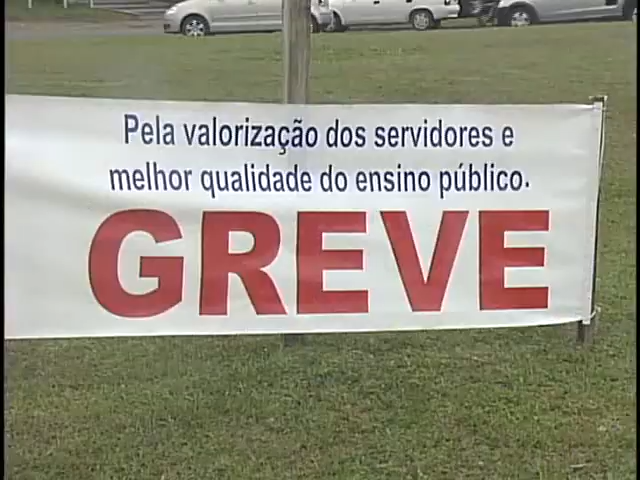 Pela valorização dos servidores e
melhor qualidade do ensino público.
GREVE